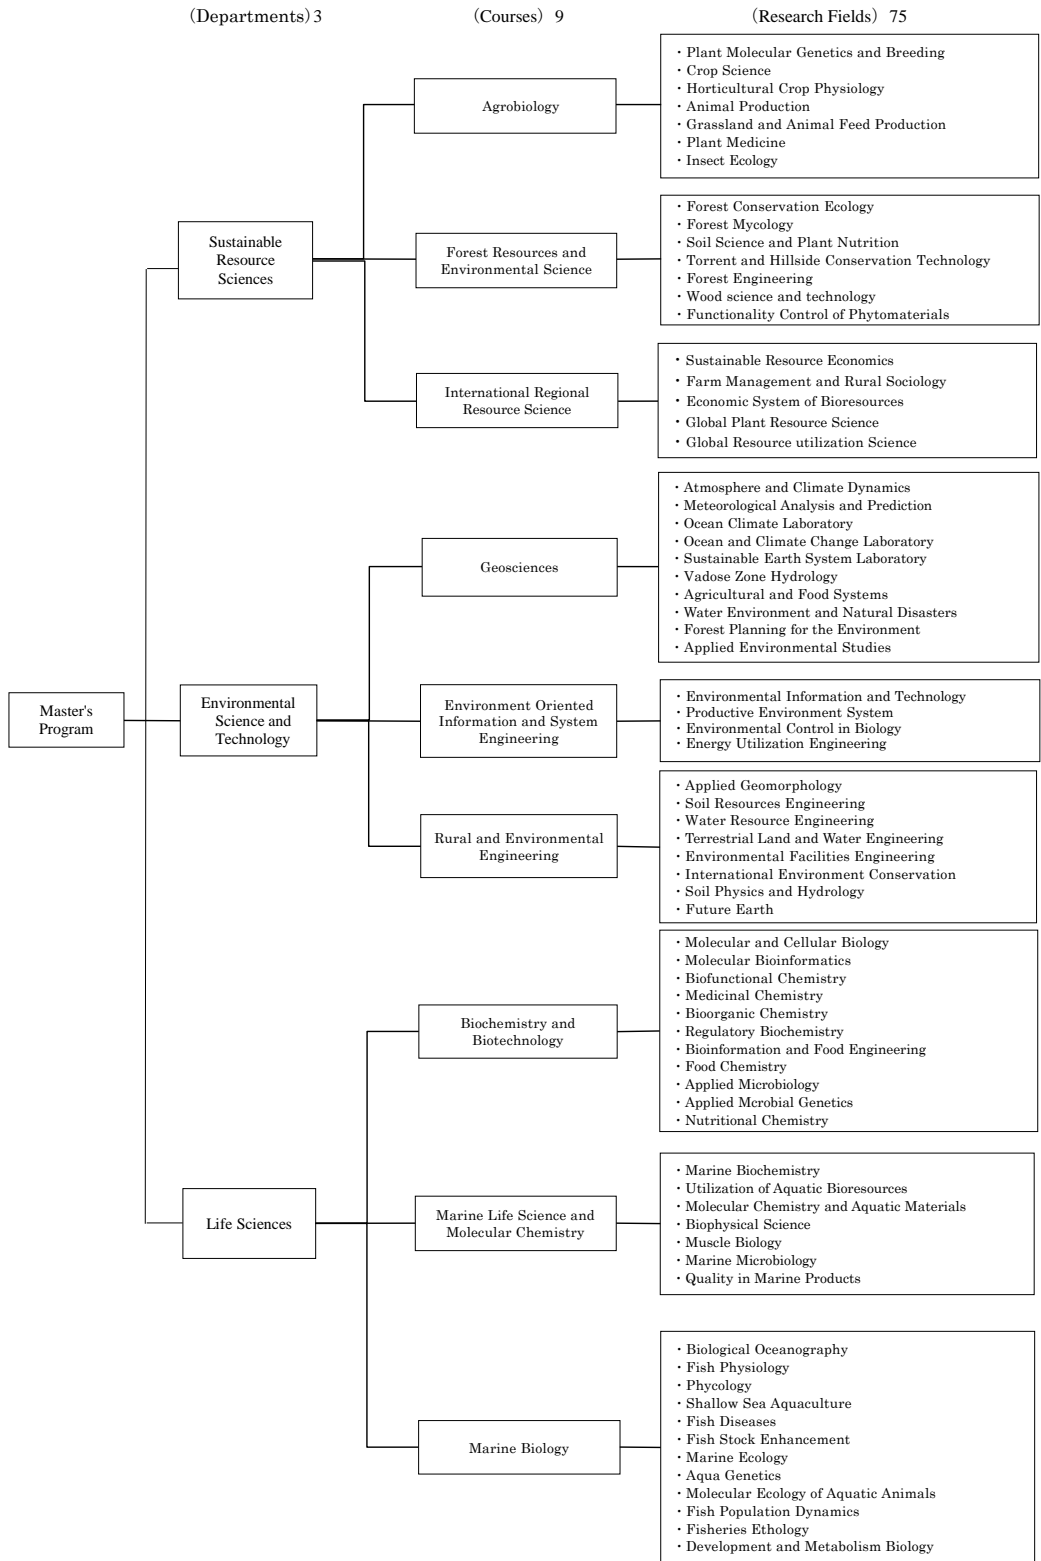 (Departments) 3
(Courses) 9
(Research Fields) 75
Master's
Program
Sustainable
Resource
Sciences
Agrobiology
・Plant Molecular Genetics and Breeding
・Crop Science
・Horticultural Crop Physiology
・Animal Production
・Grassland and Animal Feed Production
・Plant Medicine
・Insect Ecology
Forest Resources and
Environmental Science
・Forest Conservation Ecology
・Forest Mycology
・Soil Science and Plant Nutrition
・Torrent and Hillside Conservation Technology
・Forest Engineering
・Wood science and technology
・Functionality Control of Phytomaterials
International Regional
Resource Science
・Sustainable Resource Economics
・Farm Management and Rural Sociology
・Economic System of Bioresources
・Global Plant Resource Science
・Global Resource utilization Science
Environmental
Science and
Technology
Geosciences
・Atmosphere and Climate Dynamics
・Meteorological Analysis and Prediction
・Ocean Climate Laboratory
・Ocean and Climate Change Laboratory
・Sustainable Earth System Laboratory
・Vadose Zone Hydrology
・Agricultural and Food Systems
・Water Environment and Natural Disasters
・Forest Planning for the Environment
・Applied Environmental Studies
Environment Oriented
Information and System
Engineering
・Environmental Information and Technology
・Productive Environment System
・Environmental Control in Biology
・Energy Utilization Engineering
Rural and Environmental
Engineering
・Applied Geomorphology
・Soil Resources Engineering
・Water Resource Engineering
・Terrestrial Land and Water Engineering
・Environmental Facilities Engineering
・International Environment Conservation
・Soil Physics and Hydrology
・Future Earth
Life Sciences
Biochemistry and
Biotechnology
・Molecular and Cellular Biology
・Molecular Bioinformatics
・Biofunctional Chemistry
・Medicinal Chemistry
・Bioorganic Chemistry
・Regulatory Biochemistry
・Bioinformation and Food Engineering
・Food Chemistry
・Applied Microbiology
・Applied Mcrobial Genetics
・Nutritional Chemistry
Marine Life Science and
Molecular Chemistry
・Marine Biochemistry
・Utilization of Aquatic Bioresources
・Molecular Chemistry and Aquatic Materials
・Biophysical Science
・Muscle Biology
・Marine Microbiology
・Quality in Marine Products
Marine Biology
・Biological Oceanography
・Fish Physiology
・Phycology
・Shallow Sea Aquaculture
・Fish Diseases
・Fish Stock Enhancement
・Marine Ecology
・Aqua Genetics
・Molecular Ecology of Aquatic Animals
・Fish Population Dynamics
・Fisheries Ethology
・Development and Metabolism Biology